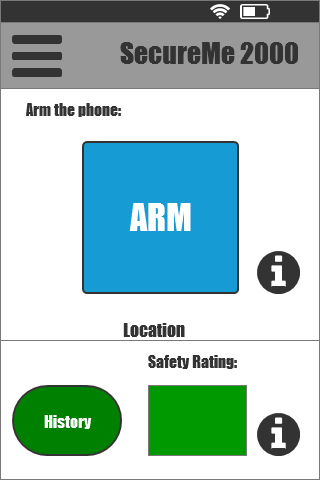 SecureMe 2000
Arm the phone:
ARM
Location
Safety Rating:
History